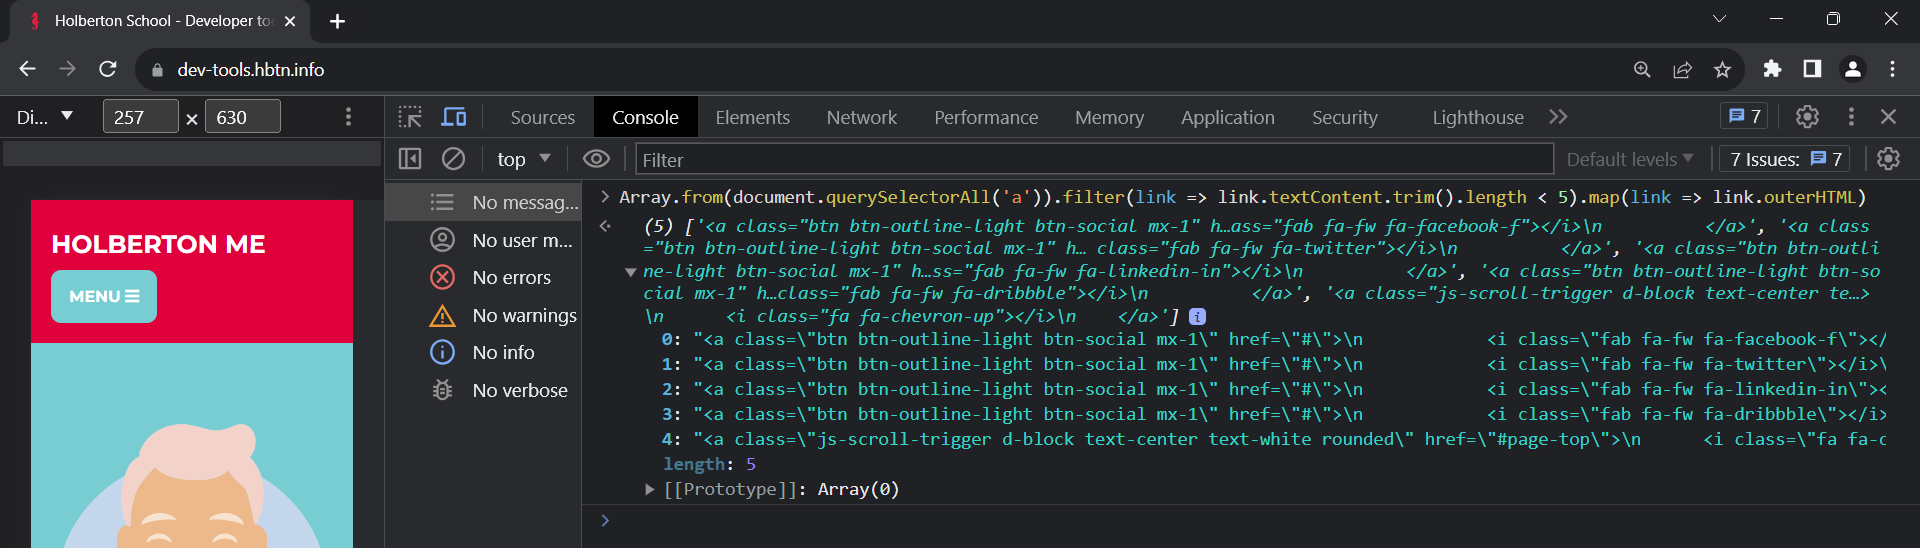 Holberton School - Developer to
dev-tools.hbtn.info
Di... 257 × 630
Sources Console Elements Network Performance Memory Application Security Lighthouse 7
top Filter Default levels 7 Issues: 7
HOLBERTON ME
MENU
No messag...
No user m...
No errors
No warnings
No info
No verbose
Array.from(document.querySelectorAll('a')).filter(link => link.textContent.trim().length < 5).map(link => link.outerHTML)
(5) ['<a class="btn btn-outline-light btn-social mx-1" h…ass="fab fa-fw fa-facebook-f"></i>\n </a>', '<a class
="btn btn-outline-light btn-social mx-1" h… class="fab fa-fw fa-twitter"></i>\n </a>', '<a class="btn btn-outli
ne-light btn-social mx-1" h…ss="fab fa-fw fa-linkedin-in"></i>\n </a>', '<a class="btn btn-outline-light btn-so
cial mx-1" h…class="fab fa-fw fa-dribbble"></i>\n </a>', '<a class="js-scroll-trigger d-block text-center te…>
\n <i class="fa fa-chevron-up"></i>\n </a>']
0: "<a class=\"btn btn-outline-light btn-social mx-1\" href=\"#\">\n <i class=\"fab fa-fw fa-facebook-f\"></
1: "<a class=\"btn btn-outline-light btn-social mx-1\" href=\"#\">\n <i class=\"fab fa-fw fa-twitter\"></i>\
2: "<a class=\"btn btn-outline-light btn-social mx-1\" href=\"#\">\n <i class=\"fab fa-fw fa-linkedin-in\"><
3: "<a class=\"btn btn-outline-light btn-social mx-1\" href=\"#\">\n <i class=\"fab fa-fw fa-dribbble\"></i>
4: "<a class=\"js-scroll-trigger d-block text-center text-white rounded\" href=\"#page-top\">\n <i class=\"fa fa-c
length: 5
[[Prototype]]: Array(0)